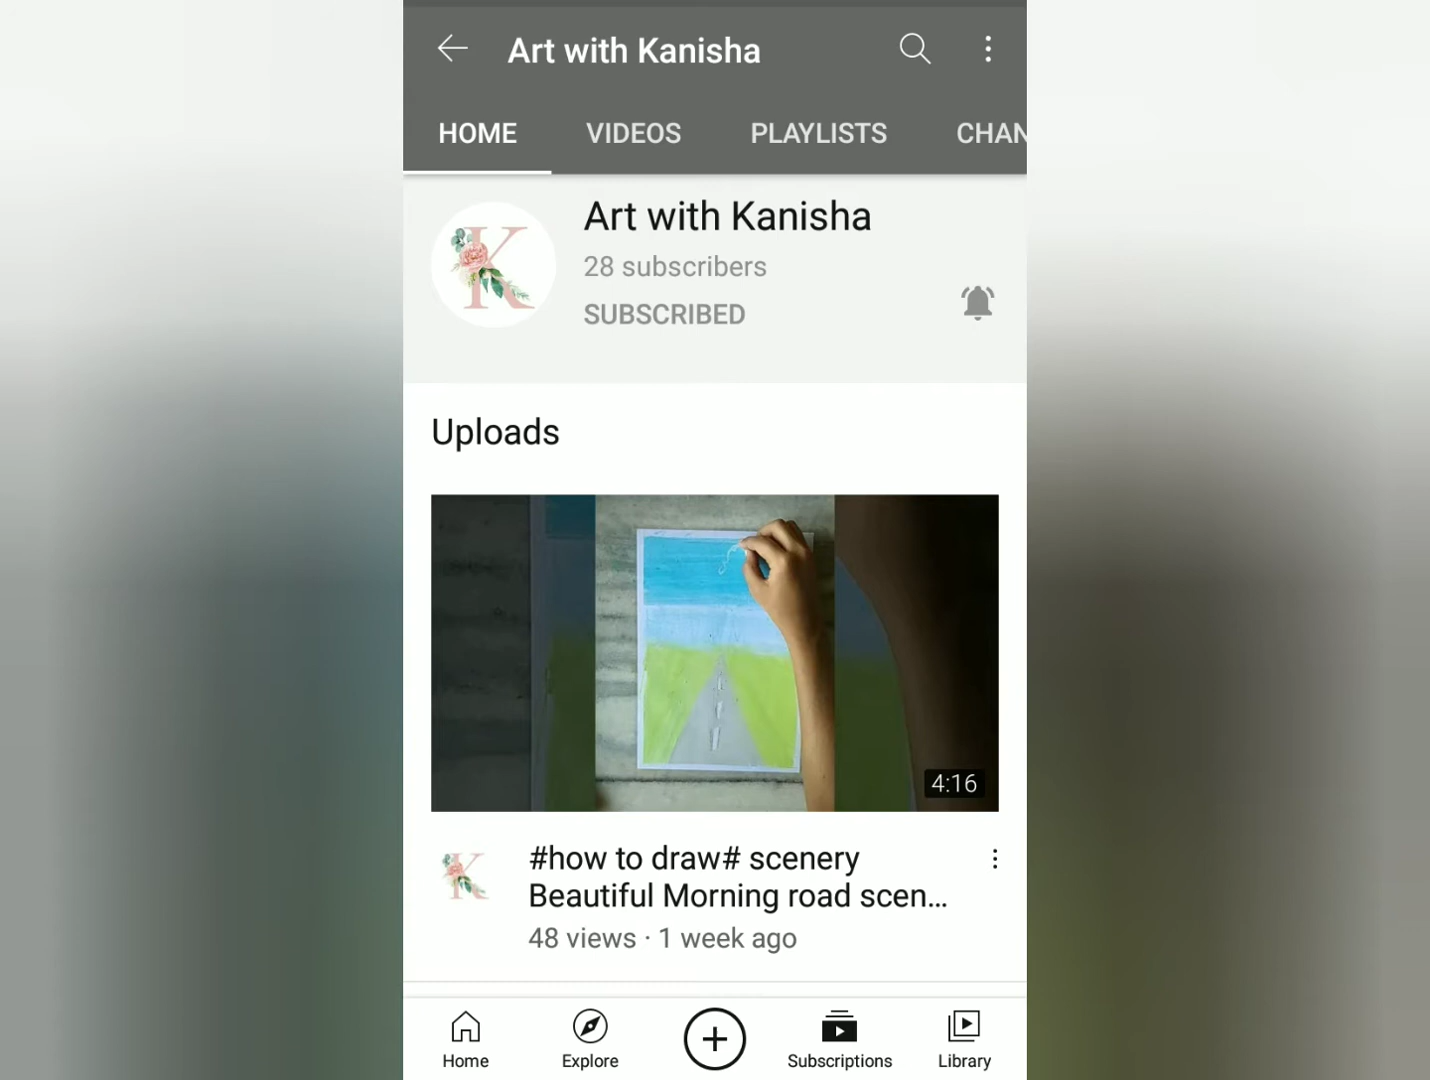 Art with Kanisha
HOME VIDEOS PLAYLISTS CHAN
K
Art with Kanisha
28 subscribers
SUBSCRIBED
Uploads
4:16
K
#how to draw# scenery
Beautiful Morning road scen...
48 views · 1 week ago
Home Explore Subscriptions Library